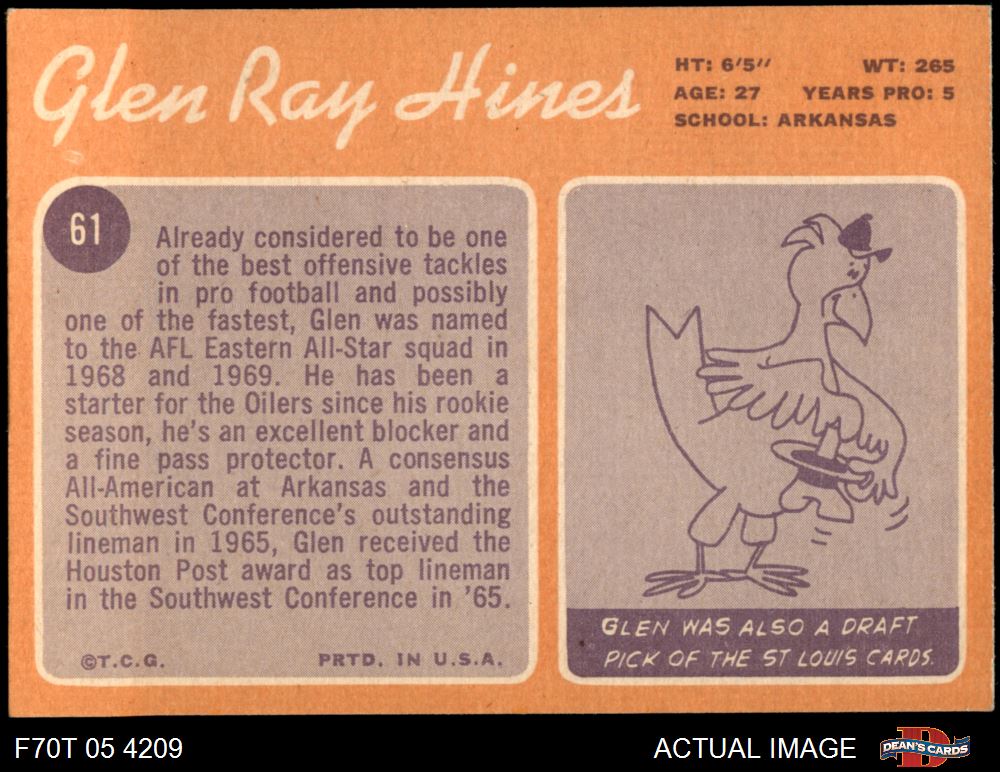 Glen Ray Hines
HT: 6'5" WT: 265
AGE: 27 YEARS PRO: 5
SCHOOL: ARKANSAS
61
Already considered to be one
of the best offensive tackles
in pro football and possibly
one of the fastest, Glen was named
to the AFL Eastern All-Star squad in
1968 and 1969. He has been a
starter for the Oilers since his rookie
season, he's an excellent blocker and
a fine pass protector. A consensus
All-American at Arkansas and the
Southwest Conference's outstanding
lineman in 1965, Glen received the
Houston Post award as top lineman
in the Southwest Conference in '65.
©T.C.G. PRTD. IN U.S.A.
GLEN WAS ALSO A DRAFT
PICK OF THE ST LOUIS CARDS.
F70T 05 4209 ACTUAL IMAGE
D
DEAN'S CARDS